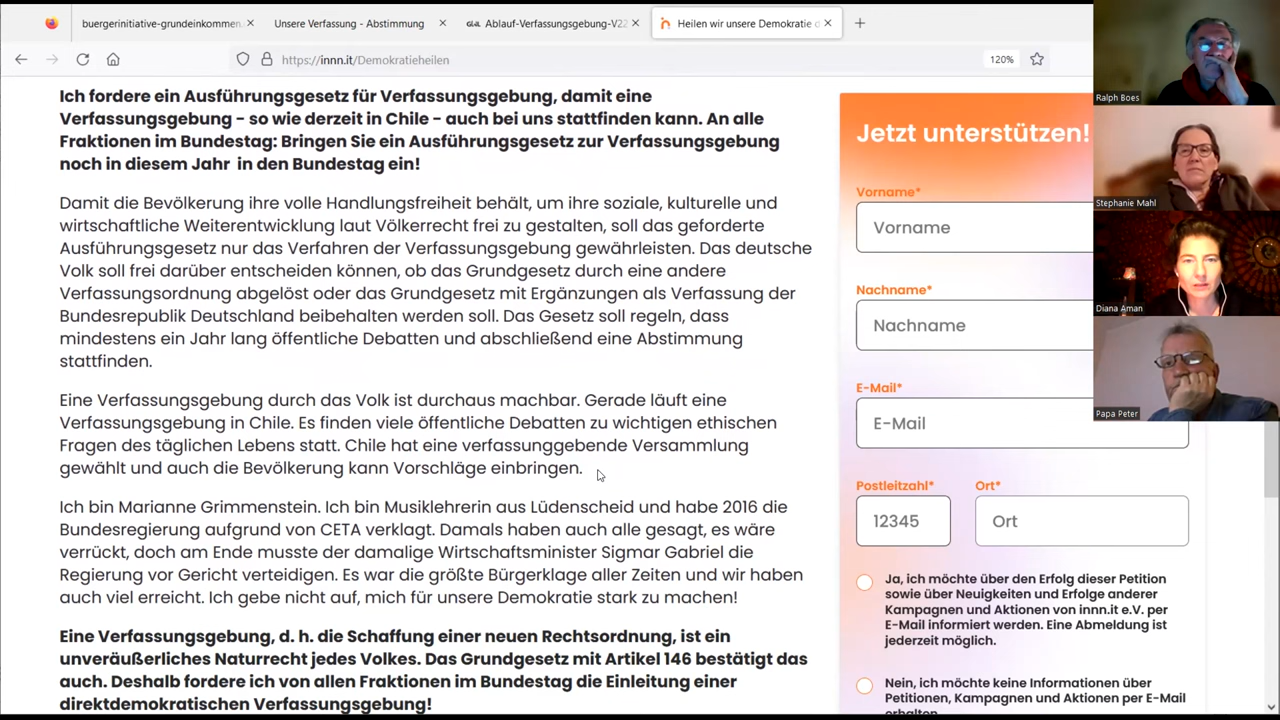 buergerinitiative-grundeinkommen.
Unsere Verfassung - Abstimmung
Ablauf-Verfassungsgebung-V22
Heilen wir unsere Demokratie d
https://innn.it/Demokratieheilen
120%
Ich fordere ein Ausführungsgesetz für Verfassungsgebung, damit eine
Verfassungsgebung - so wie derzeit in Chile - auch bei uns stattfinden kann. An alle
Fraktionen im Bundestag: Bringen Sie ein Ausführungsgesetz zur Verfassungsgebung
noch in diesem Jahr in den Bundestag ein!
Damit die Bevölkerung ihre volle Handlungsfreiheit behält, um ihre soziale, kulturelle und
wirtschaftliche Weiterentwicklung laut Völkerrecht frei zu gestalten, soll das geforderte
Ausführungsgesetz nur das Verfahren der Verfassungsgebung gewährleisten. Das deutsche
Volk soll frei darüber entscheiden können, ob das Grundgesetz durch eine andere
Verfassungsordnung abgelöst oder das Grundgesetz mit Ergänzungen als Verfassung der
Bundesrepublik Deutschland beibehalten werden soll. Das Gesetz soll regeln, dass
mindestens ein Jahr lang öffentliche Debatten und abschließend eine Abstimmung
stattfinden.
Eine Verfassungsgebung durch das Volk ist durchaus machbar. Gerade läuft eine
Verfassungsgebung in Chile. Es finden viele öffentliche Debatten zu wichtigen ethischen
Fragen des täglichen Lebens statt. Chile hat eine verfassunggebende Versammlung
gewählt und auch die Bevölkerung kann Vorschläge einbringen.
Ich bin Marianne Grimmenstein. Ich bin Musiklehrerin aus Lüdenscheid und habe 2016 die
Bundesregierung aufgrund von CETA verklagt. Damals haben auch alle gesagt, es wäre
verrückt, doch am Ende musste der damalige Wirtschaftsminister Sigmar Gabriel die
Regierung vor Gericht verteidigen. Es war die größte Bürgerklage aller Zeiten und wir haben
auch viel erreicht. Ich gebe nicht auf, mich für unsere Demokratie stark zu machen!
Eine Verfassungsgebung, d. h. die Schaffung einer neuen Rechtsordnung, ist ein
unveräußerliches Naturrecht jedes Volkes. Das Grundgesetz mit Artikel 146 bestätigt das
auch. Deshalb fordere ich von allen Fraktionen im Bundestag die Einleitung einer
direktdemokratischen Verfassungsgebung!
Jetzt unterstützen!
Vorname*
Vorname
Nachname*
Nachname
E-Mail*
E-Mail
Postleitzahl* Ort*
12345 Ort
Ja, ich möchte über den Erfolg dieser Petition
sowie über Neuigkeiten und Erfolge anderer
Kampagnen und Aktionen von innn.it e.V. per
E-Mail informiert werden. Eine Abmeldung ist
jederzeit möglich.
Nein, ich möchte keine Informationen über
Petitionen, Kampagnen und Aktionen per E-Mail
erhalten.
Ralph Boes
Stephanie Mahl
Diana Aman
Papa Peter